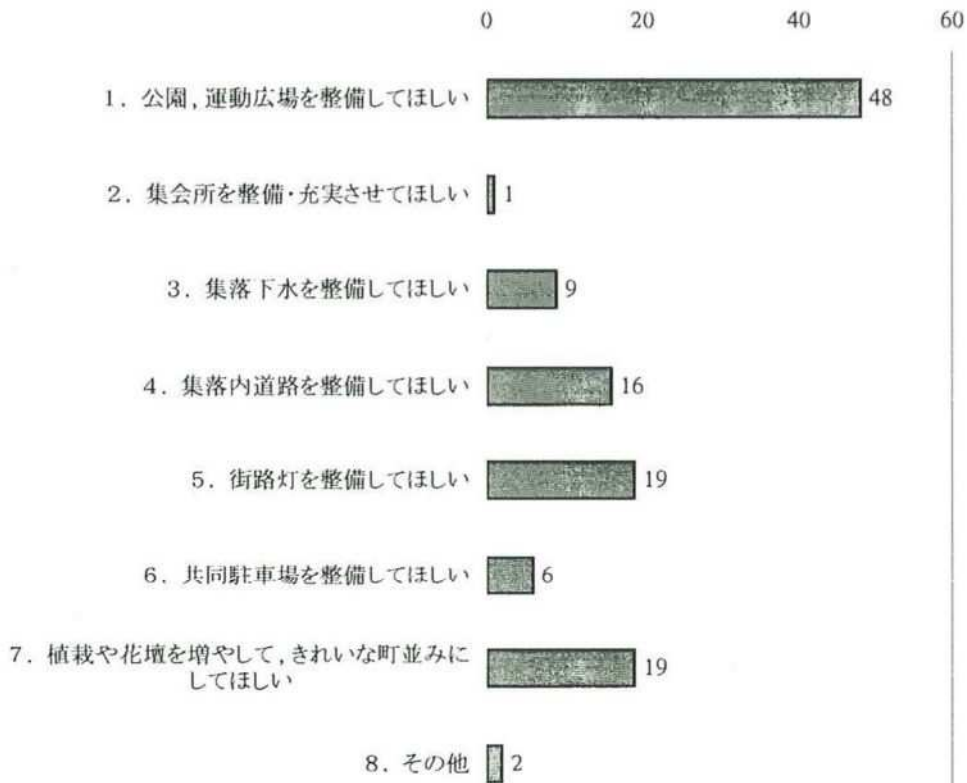 0 20 40 60
1. 公園,運動広場を整備してほしい 48
2. 集会所を整備・充実させてほしい 1
3. 集落下水を整備してほしい 9
4. 集落内道路を整備してほしい 16
5. 街路灯を整備してほしい 19
6. 共同駐車場を整備してほしい 6
7. 植栽や花壇を増やして,きれいな町並みに
してほしい 19
8. その他 2